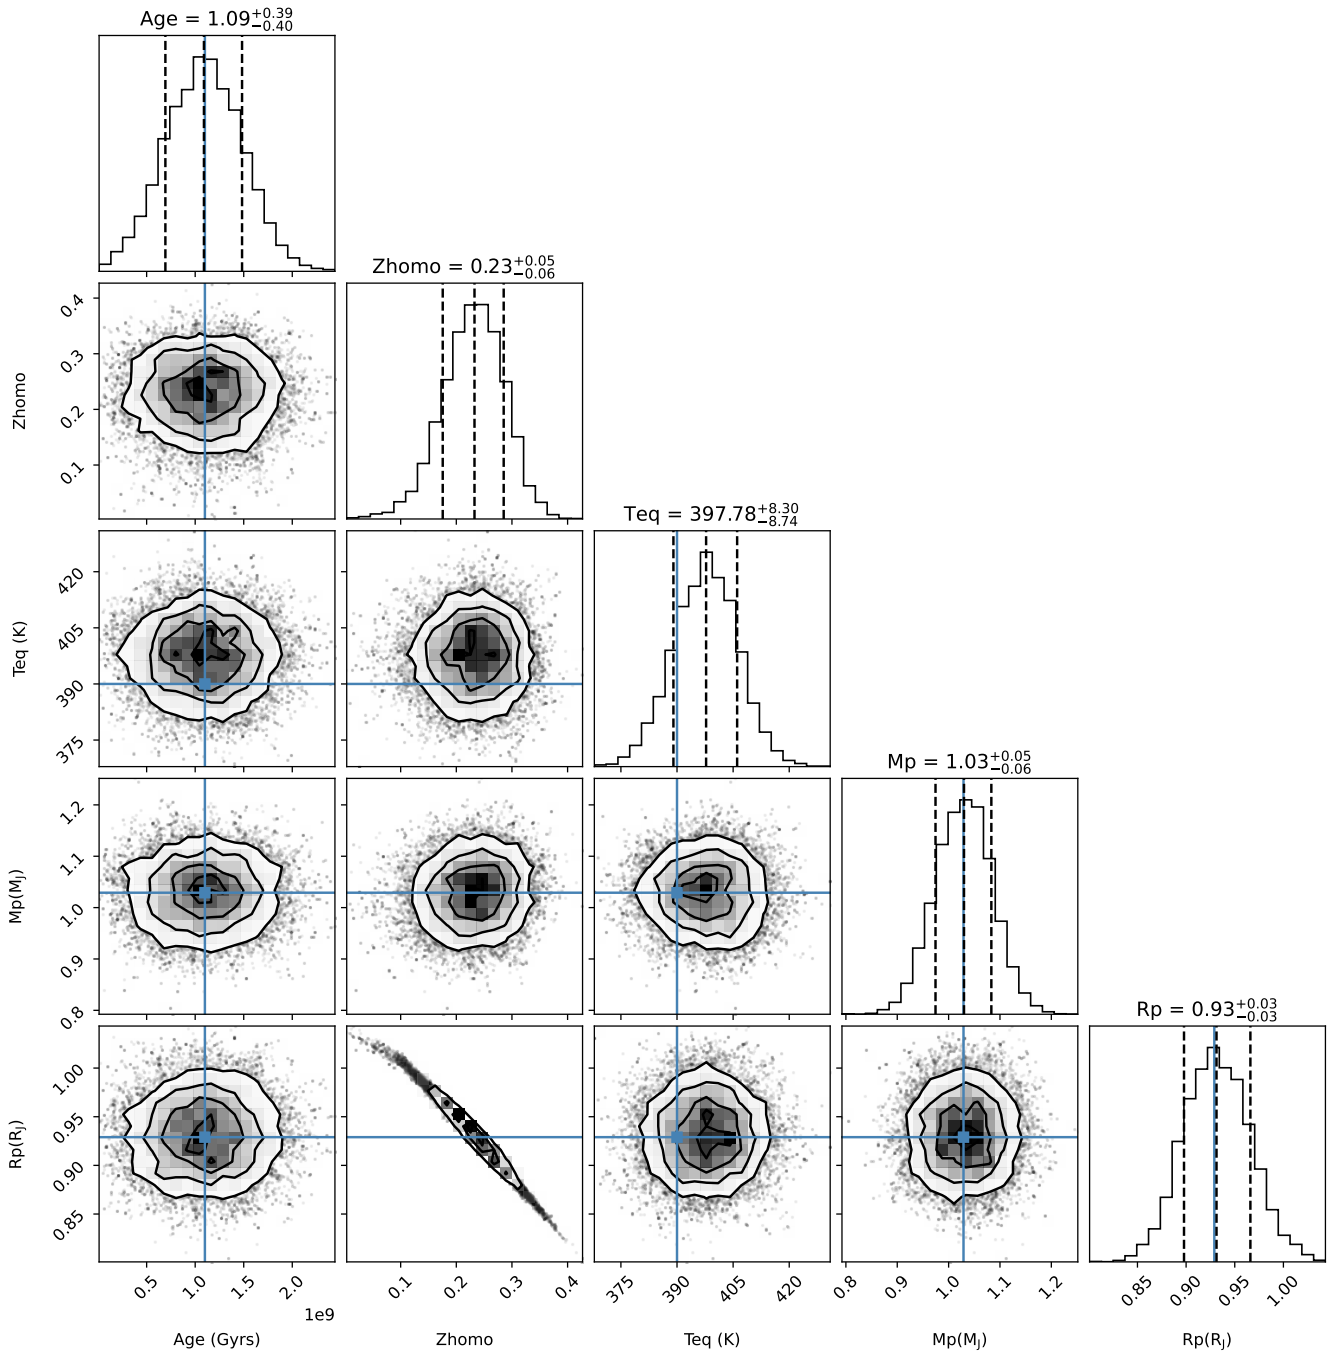 Age = 1.09+0.39 −0.40
Zhomo = 0.23+0.05 −0.06
0.4
0.3
0.2
0.1
Zhomo
Teq = 397.78+8.30 −8.74
420
405
390
375
Teq (K)
Mp = 1.03+0.05 −0.06
1.2
1.1
1.0
0.9
0.8
Mp(MJ)
Rp = 0.93+0.03 −0.03
1.00
0.95
0.90
0.85
Rp(RJ)
0.5 1.0 1.5 2.0 0.1 0.2 0.3 0.4 375 390 405 420 0.8 0.9 1.0 1.1 1.2 0.85 0.90 0.95 1.00
1e9
Age (Gyrs) Zhomo Teq (K) Mp(MJ) Rp(RJ)